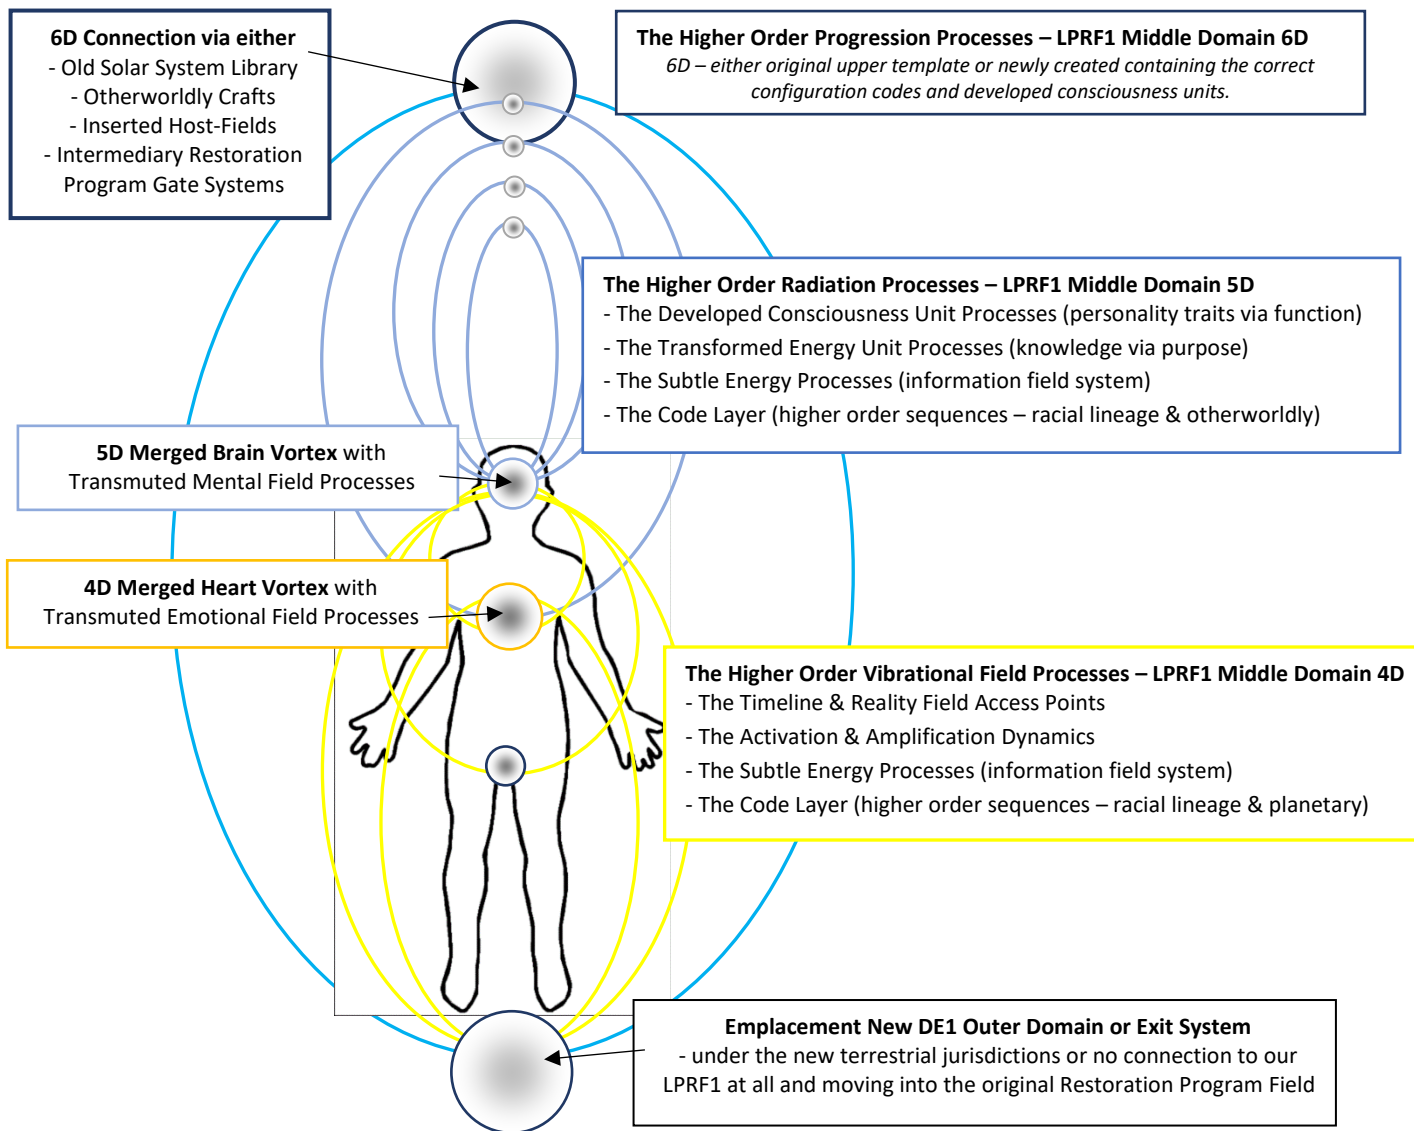 6D Connection via either
- Old Solar System Library
- Otherworldly Crafts
- Inserted Host-Fields
- Intermediary Restoration
Program Gate Systems
The Higher Order Progression Processes – LPRF1 Middle Domain 6D
6D – either original upper template or newly created containing the correct
configuration codes and developed consciousness units.
The Higher Order Radiation Processes – LPRF1 Middle Domain 5D
- The Developed Consciousness Unit Processes (personality traits via function)
- The Transformed Energy Unit Processes (knowledge via purpose)
- The Subtle Energy Processes (information field system)
- The Code Layer (higher order sequences – racial lineage & otherworldly)
5D Merged Brain Vortex with
Transmuted Mental Field Processes
4D Merged Heart Vortex with
Transmuted Emotional Field Processes
The Higher Order Vibrational Field Processes – LPRF1 Middle Domain 4D
- The Timeline & Reality Field Access Points
- The Activation & Amplification Dynamics
- The Subtle Energy Processes (information field system)
- The Code Layer (higher order sequences – racial lineage & planetary)
Emplacement New DE1 Outer Domain or Exit System
- under the new terrestrial jurisdictions or no connection to our
LPRF1 at all and moving into the original Restoration Program Field